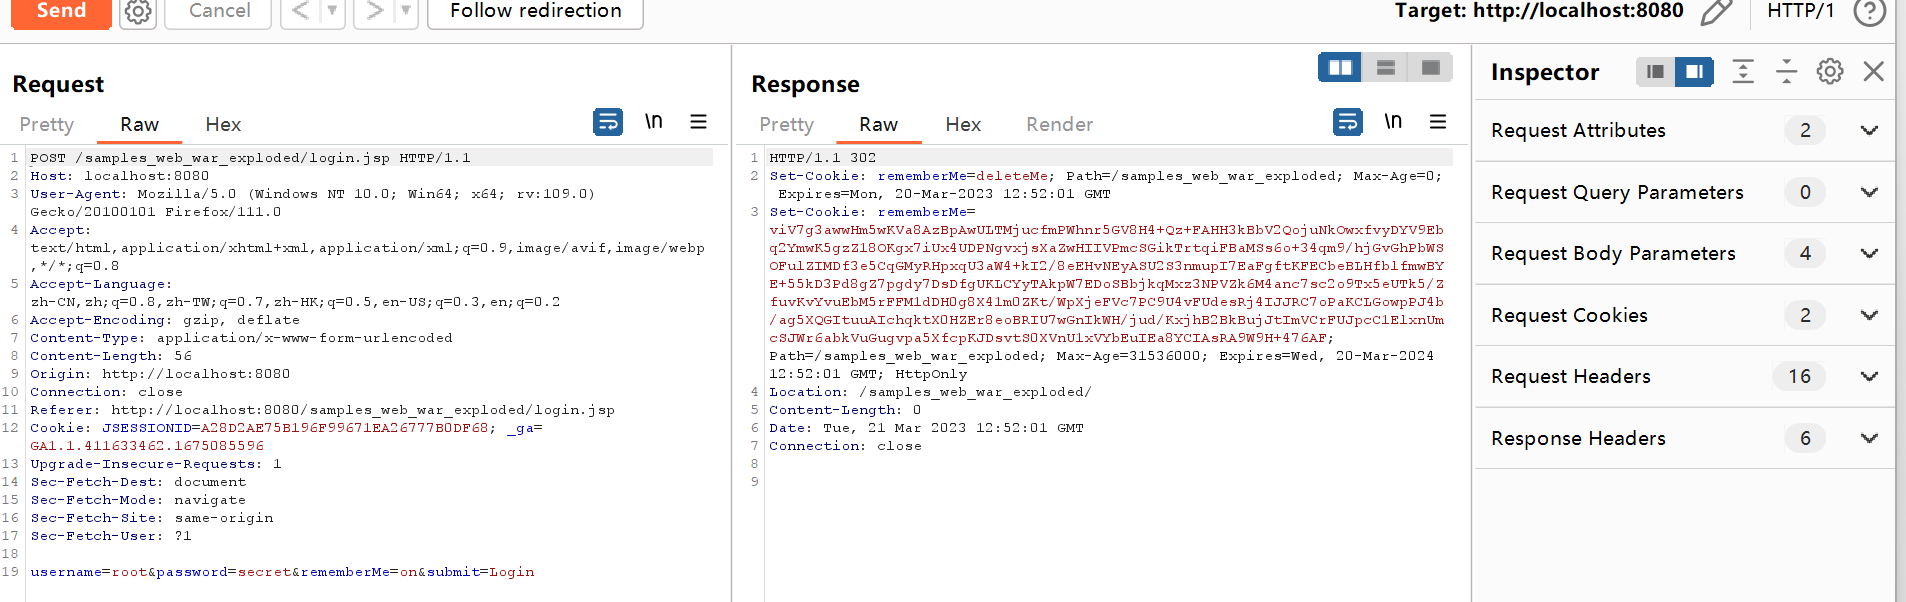 Send
Cancel
<
>
Follow redirection
Target: http://localhost:8080
HTTP/1
?
Request
Pretty
Raw
Hex
\n
1 POST /samples_web_war_exploded/login.jsp HTTP/1.1
2 Host: localhost:8080
3 User-Agent: Mozilla/5.0 (Windows NT 10.0; Win64; x64; rv:109.0)
Gecko/20100101 Firefox/111.0
4 Accept:
text/html,application/xhtml+xml,application/xml;q=0.9,image/avif,image/webp
,*/*;q=0.8
5 Accept-Language:
zh-CN,zh;q=0.8,zh-TW;q=0.7,zh-HK;q=0.5,en-US;q=0.3,en;q=0.2
6 Accept-Encoding: gzip, deflate
7 Content-Type: application/x-www-form-urlencoded
8 Content-Length: 56
9 Origin: http://localhost:8080
10 Connection: close
11 Referer: http://localhost:8080/samples_web_war_exploded/login.jsp
12 Cookie: JSESSIONID=A28D2AE75B196F99671EA26777B0DF68; _ga=
GA1.1.411633462.1675085596
13 Upgrade-Insecure-Requests: 1
14 Sec-Fetch-Dest: document
15 Sec-Fetch-Mode: navigate
16 Sec-Fetch-Site: same-origin
17 Sec-Fetch-User: ?1
18
19 username=root&password=secret&rememberMe=on&submit=Login
Response
Pretty
Raw
Hex
Render
\n
1 HTTP/1.1 302
2 Set-Cookie: rememberMe=deleteMe; Path=/samples_web_war_exploded; Max-Age=0;
Expires=Mon, 20-Mar-2023 12:52:01 GMT
3 Set-Cookie: rememberMe=
viV7g3awwHm5wKVa8AzBpAwULTMjucfmPWhnr5GV8H4+Qz+FAHH3kBbV2QojuNkOwxfvyDYV9Eb
q2YmwK5gzZ18OKgx7iUx4UDPNgvxjsXaZwHIIVPmcSGikTrtqiFBaMSs6o+34qm9/hjGvGhPbWS
OFulZIMDf3e5CqGMyRHpxqU3aW4+kI2/8eEHvNEyASU2S3nmupI7EaFgftKFECbeBLHfblfmwBY
E+55kD3Pd8gZ7pgdy7DsDfgUKLCYyTAkpW7EDoSBbjkqMxz3NPVZk6M4anc7sc2o9Tx5eUTk5/Z
fuvKvYvuEbM5rFFM1dDH0g8X41m0ZKt/WpXjeFVc7PC9U4vFUdesRj4IJJRC7oPaKCLGowpPJ4b
/ag5XQGItuuAIchqktX0HZEr8eoBRIU7wGnIkWH/jud/KxjhB2BkBujJtImVCrFUJpcC1ElxnUm
cSJWr6abkVuGugvpa5XfcpKJDsvtS0XVnUlxVYbEuIEa8YCIAsRA9W9H+476AF;
Path=/samples_web_war_exploded; Max-Age=31536000; Expires=Wed, 20-Mar-2024
12:52:01 GMT; HttpOnly
4 Location: /samples_web_war_exploded/
5 Content-Length: 0
6 Date: Tue, 21 Mar 2023 12:52:01 GMT
7 Connection: close
8
9
Inspector
Request Attributes 2
Request Query Parameters 0
Request Body Parameters 4
Request Cookies 2
Request Headers 16
Response Headers 6